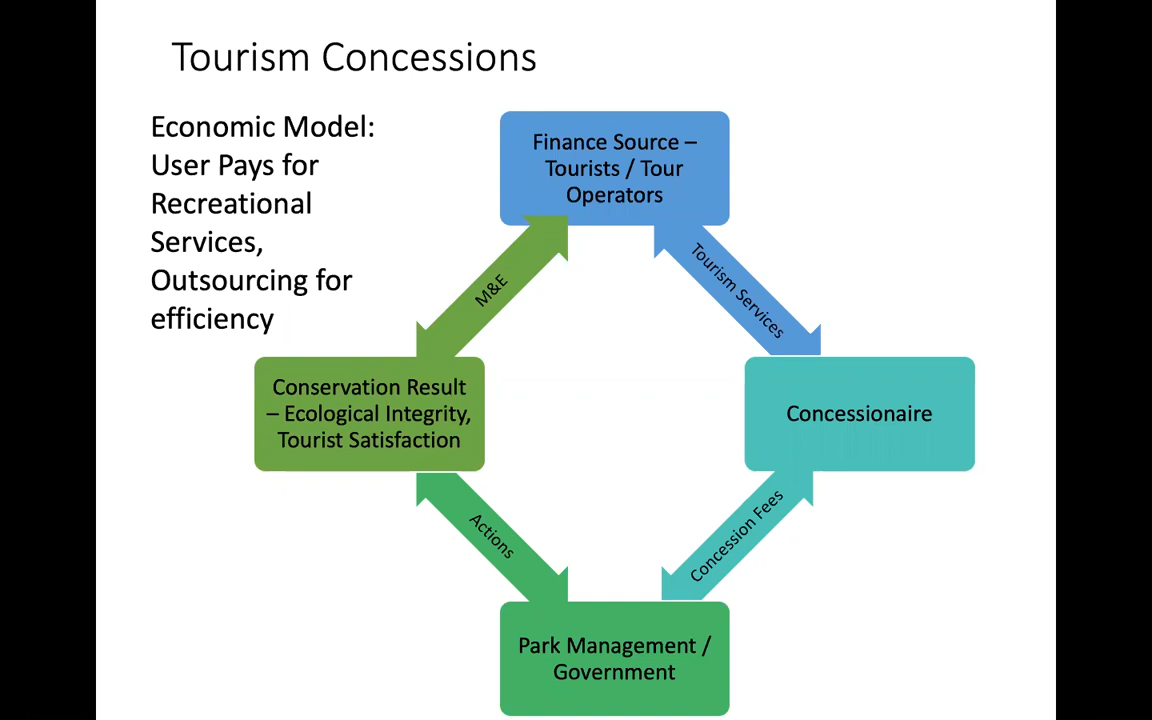 Tourism Concessions
Economic Model:
User Pays for
Recreational
Services,
Outsourcing for
efficiency
Finance Source –
Tourists / Tour
Operators
M&E
Tourism Services
Conservation Result
– Ecological Integrity,
Tourist Satisfaction
Concessionaire
Actions
Concession Fees
Park Management /
Government